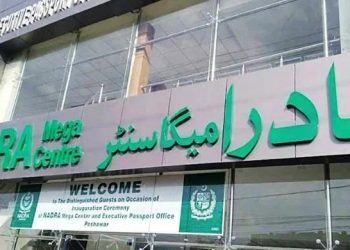 RA Mega
Centre
نادرا میگا سنٹر
WELCOME
to The Distinguished Guests on Occasion of
Inauguration Ceremony
of NADRA Mega Center and Executive Passport Office
Peshawar